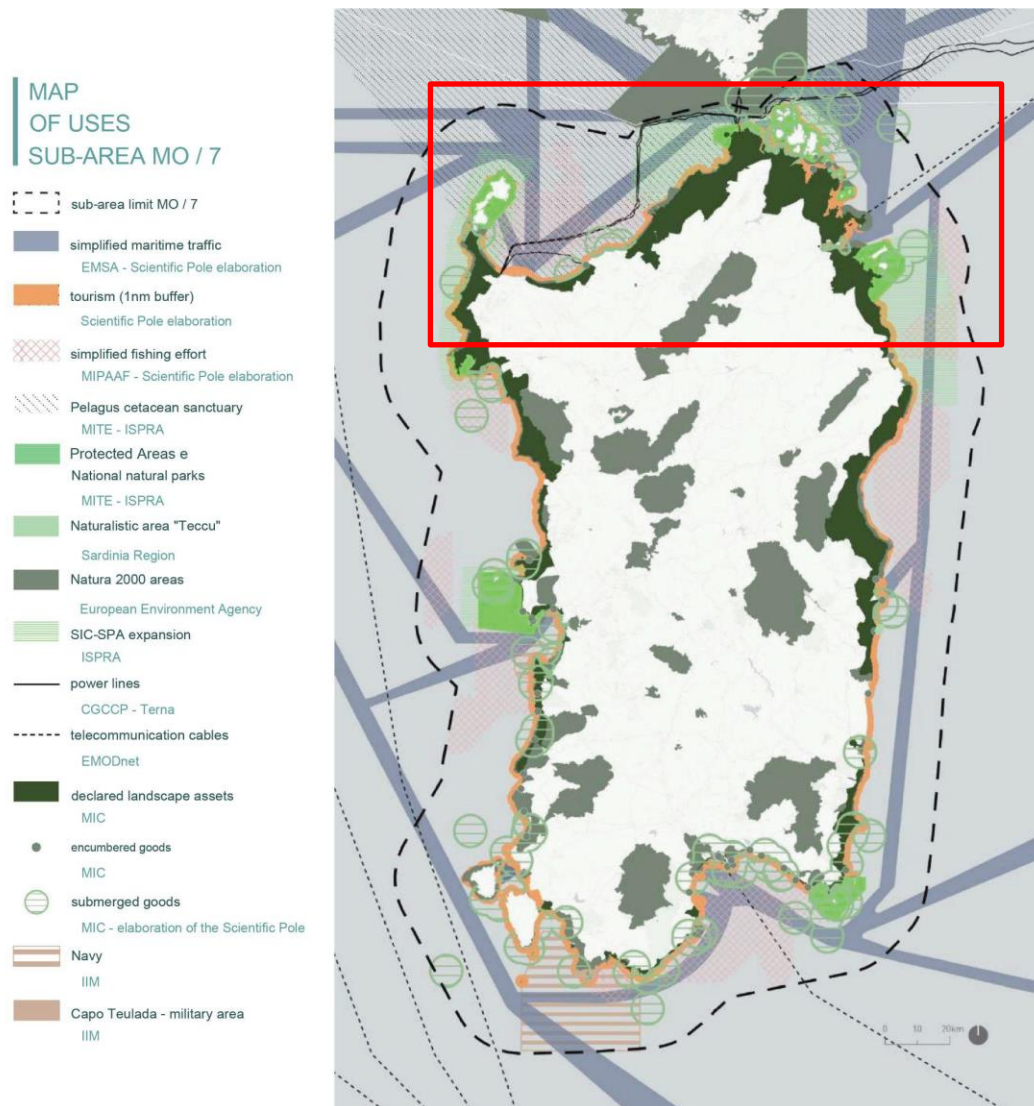 MAP
OF USES
SUB-AREA MO / 7
sub-area limit MO / 7
simplified maritime traffic
EMSA - Scientific Pole elaboration
tourism (1nm buffer)
Scientific Pole elaboration
simplified fishing effort
MIPAAF - Scientific Pole elaboration
Pelagus cetacean sanctuary
MITE - ISPRA
Protected Areas e
National natural parks
MITE - ISPRA
Naturalistic area "Teccu"
Sardinia Region
Natura 2000 areas
European Environment Agency
SIC-SPA expansion
ISPRA
power lines
CGCCP - Terna
telecommunication cables
EMODnet
declared landscape assets
MIC
encumbered goods
MIC
submerged goods
MIC - elaboration of the Scientific Pole
Navy
IIM
Capo Teulada - military area
IIM
0 10 20km